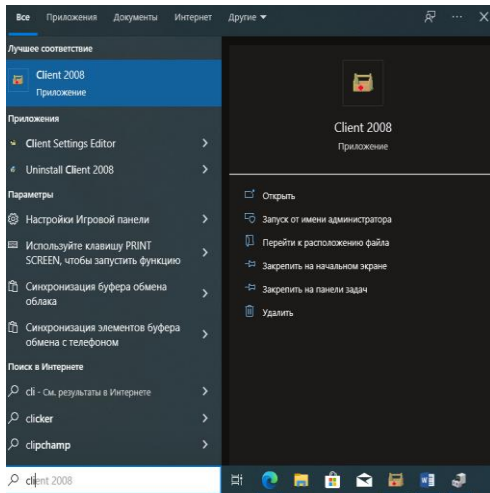 Все Приложения Документы Интернет Другие
Лучшее соответствие
Client 2008
Приложение
Приложения
Client Settings Editor
Uninstall Client 2008
Параметры
Настройки Игровой панели
Используйте клавишу PRINT
SCREEN, чтобы запустить функцию
Синхронизация буфера обмена
облака
Синхронизация элементов буфера
обмена с телефоном
Поиск в Интернете
cli - См. результаты в Интернете
clicker
clipchamp
client 2008
Client 2008
Приложение
Открыть
Запуск от имени администратора
Перейти к расположению файла
Закрепить на начальном экране
Закрепить на панели задач
Удалить